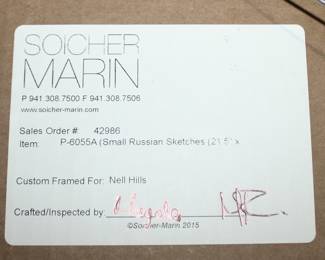 SOICHER
MARIN
P 941.308.7500 F 941.308.7506
www.soicher-marin.com
Sales Order #: 42986
Item: P-6055A (Small Russian Sketches (21.5) x
Custom Framed For: Nell Hills
Crafted/Inspected by:
©Soicher-Marin 2015